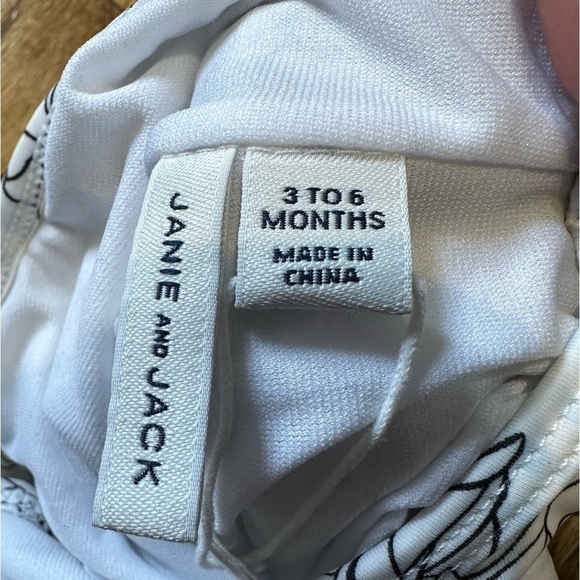 JANIE AND JACK
3 TO 6
MONTHS
MADE IN
CHINA